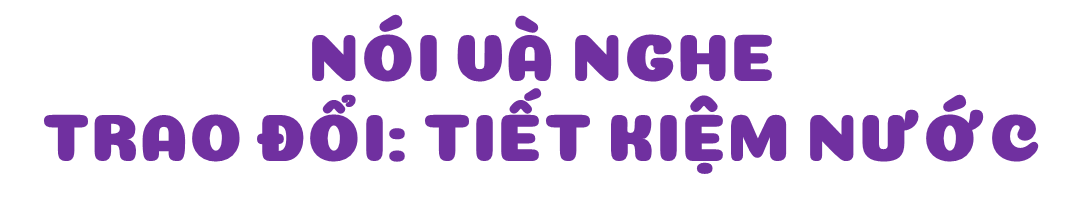 NÓI VÀ NGHE
TRAO ĐỔI: TIẾT KIỆM NƯỚC